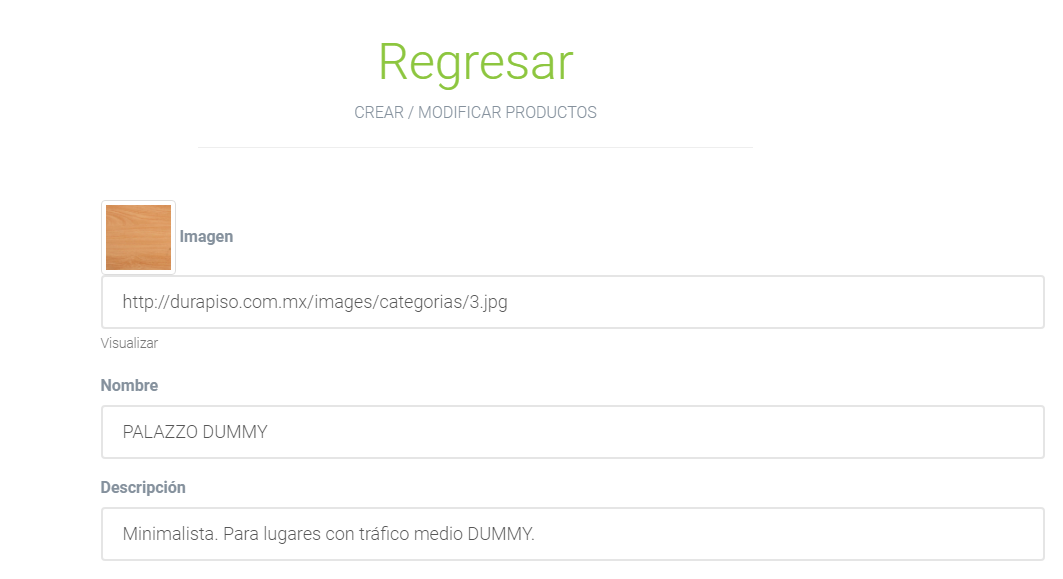 Regresar
CREAR / MODIFICAR PRODUCTOS
Imagen
http://durapiso.com.mx/images/categorias/3.jpg
Visualizar
Nombre
PALAZZO DUMMY
Descripción
Minimalista. Para lugares con tráfico medio DUMMY.